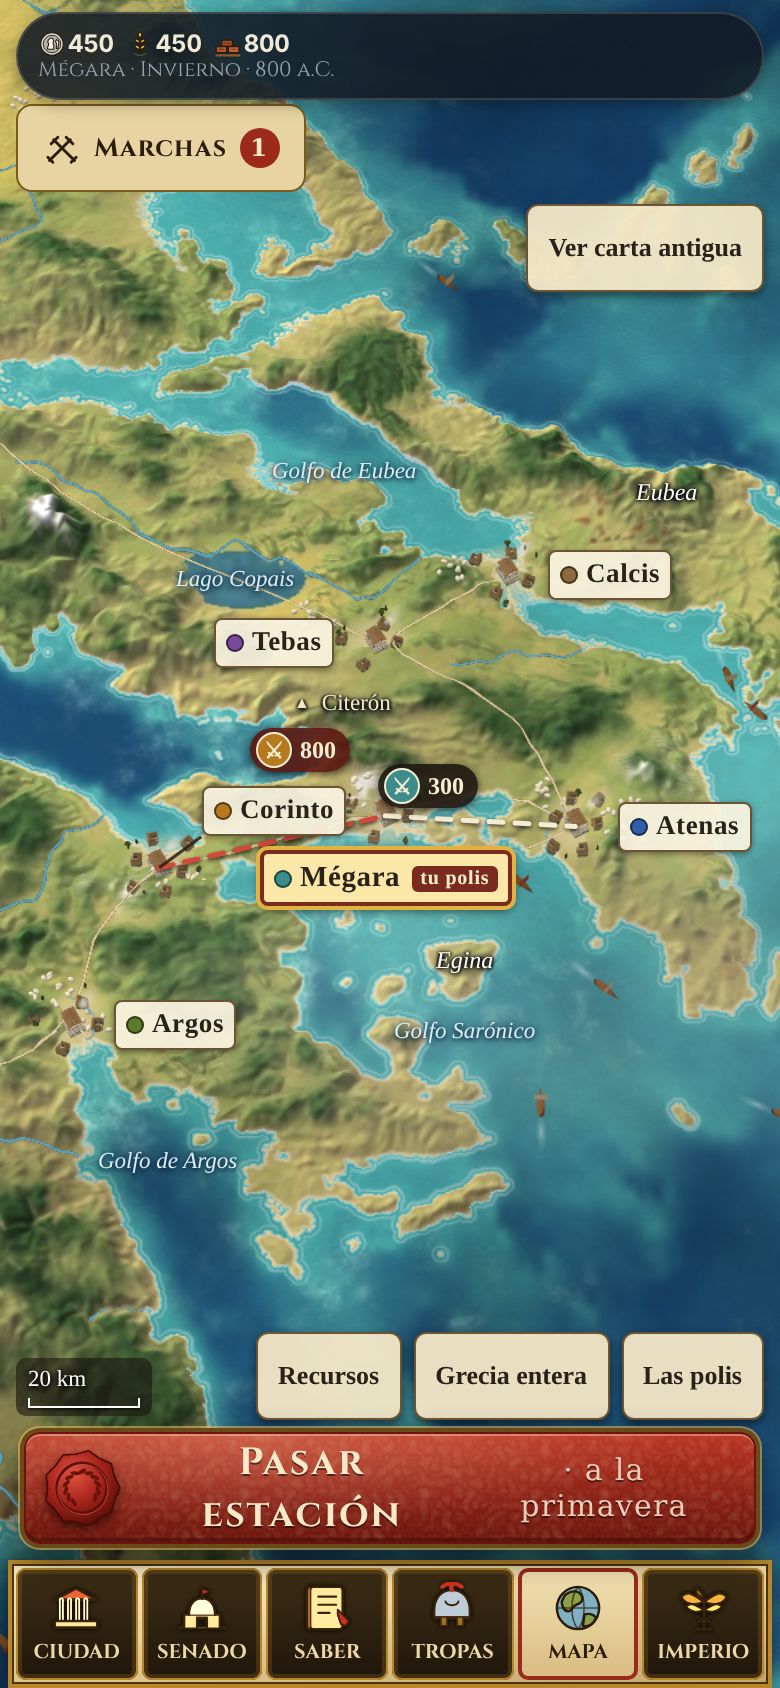 450 450 800
Mégara · Invierno · 800 a.C.
Marchas 1
Ver carta antigua
Golfo de Eubea
Eubea
Calcis
Lago Copais
Tebas
Citerón
800
300
Corinto
Atenas
Mégara tu polis
Egina
Argos
Golfo Sarónico
Golfo de Argos
20 km
Recursos
Grecia entera
Las polis
Pasar
estación
· a la
primavera
CIUDAD
SENADO
SABER
TROPAS
MAPA
IMPERIO